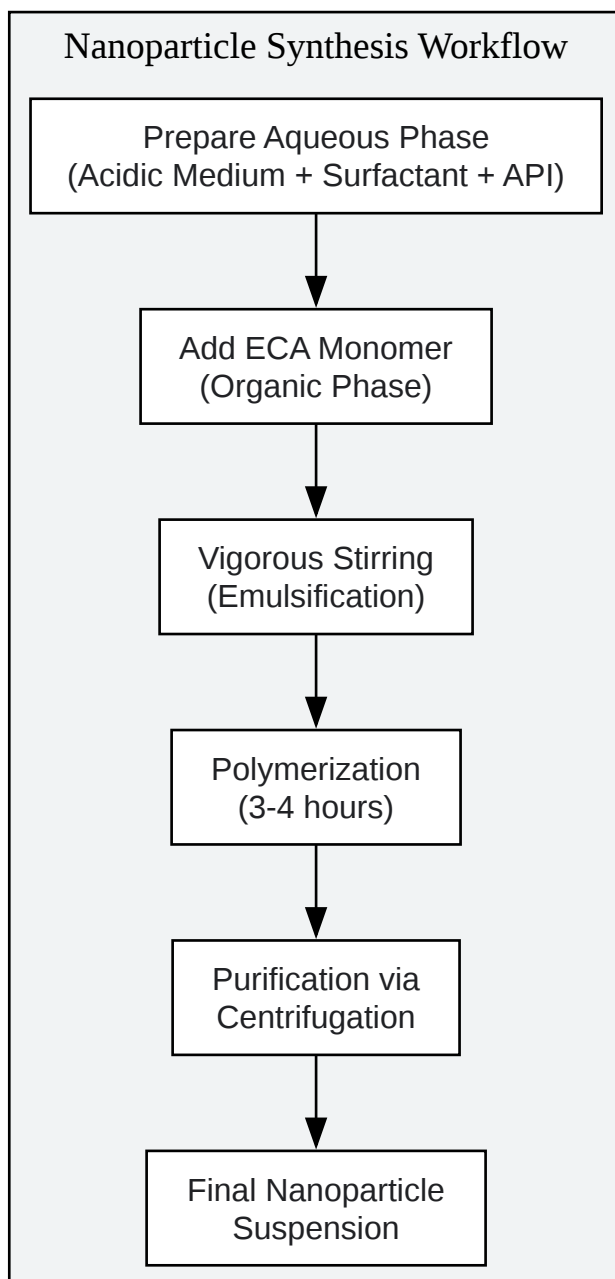 Nanoparticle Synthesis Workflow
Prepare Aqueous Phase
(Acidic Medium + Surfactant + API)
Add ECA Monomer
(Organic Phase)
Vigorous Stirring
(Emulsification)
Polymerization
(3-4 hours)
Purification via
Centrifugation
Final Nanoparticle
Suspension